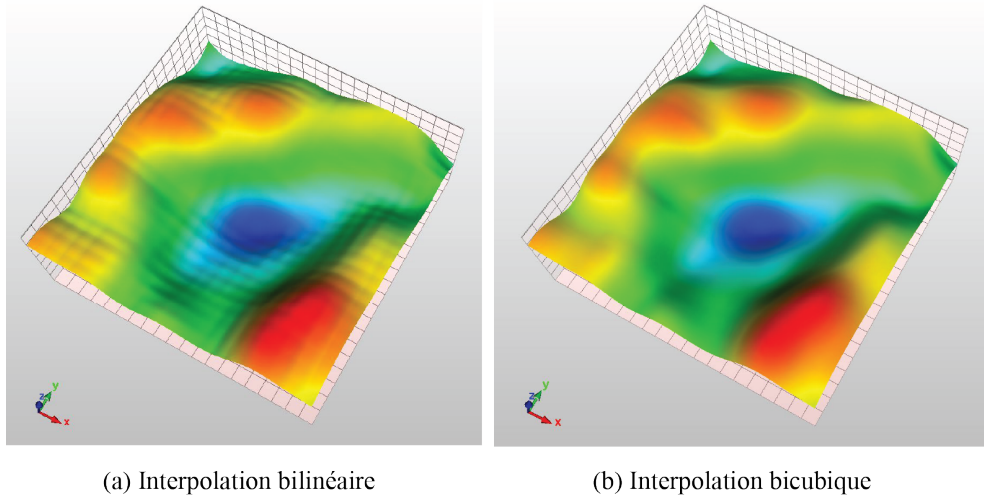 z y x
z y x
(a) Interpolation bilinéaire
(b) Interpolation bicubique